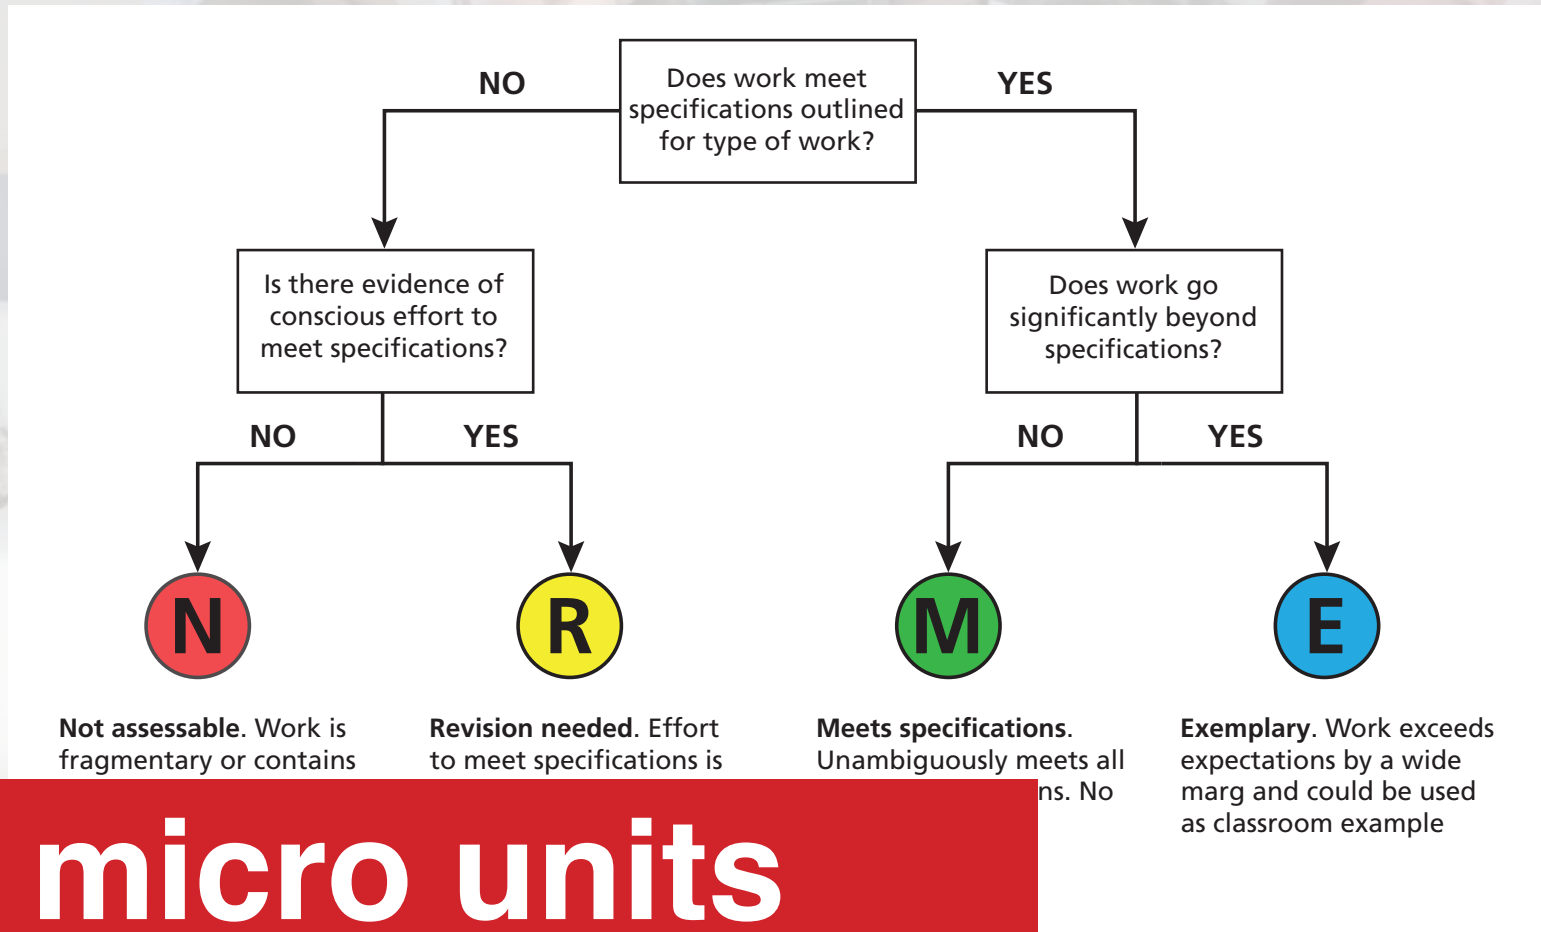 Does work meet
specifications outlined
for type of work?
NO
YES
Is there evidence of
conscious effort to
meet specifications?
Does work go
significantly beyond
specifications?
NO
YES
NO
YES
N
R
M
E
Not assessable. Work is
fragmentary or contains
Revision needed. Effort
to meet specifications is
Meets specifications.
Unambiguously meets all
ns. No
Exemplary. Work exceeds
expectations by a wide
marg and could be used
as classroom example
micro units